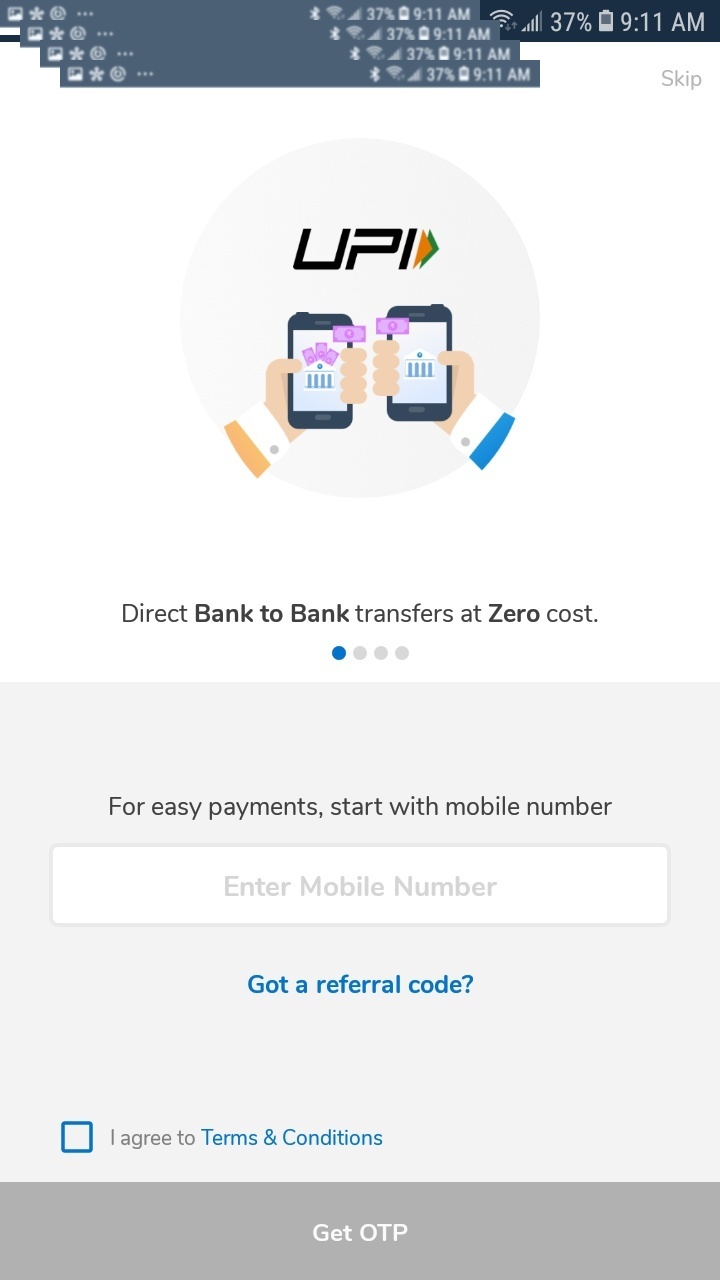 37% 9:11 AM
37% 9:11 AM
37% 9:11 AM
37% 9:11 AM
37% 9:11 AM
Skip
UPI
Direct Bank to Bank transfers at Zero cost.
For easy payments, start with mobile number
Enter Mobile Number
Got a referral code?
I agree to Terms & Conditions
Get OTP